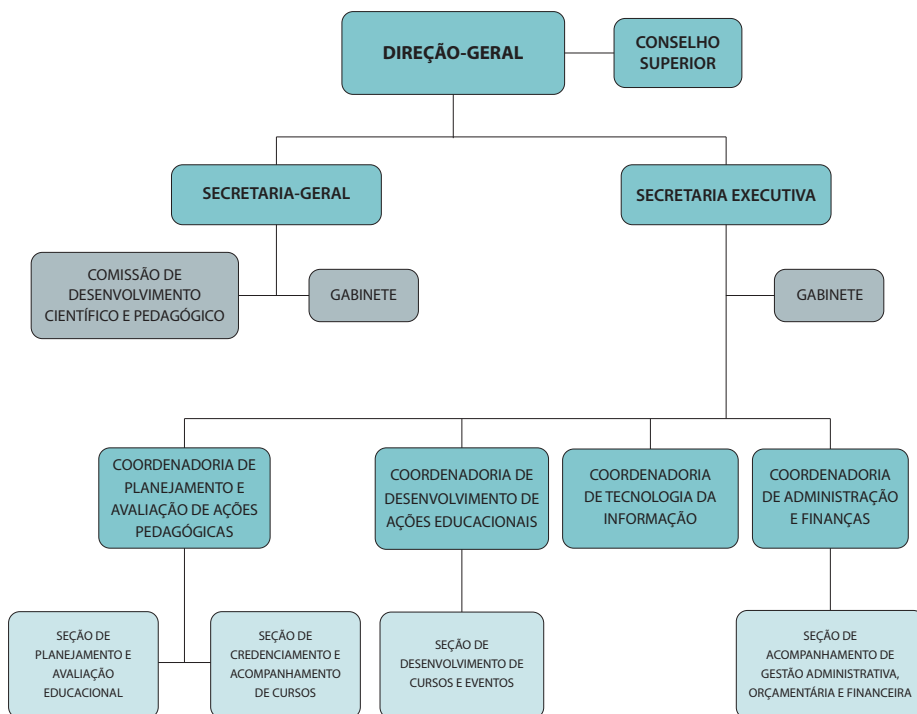 DIREÇÃO-GERAL
CONSELHO
SUPERIOR
SECRETARIA-GERAL
SECRETARIA EXECUTIVA
COMISSÃO DE
DESENVOLVIMENTO
CIENTÍFICO E PEDAGÓGICO
GABINETE
GABINETE
COORDENADORIA DE
PLANEJAMENTO E
AVALIAÇÃO DE AÇÕES
PEDAGÓGICAS
COORDENADORIA DE
DESENVOLVIMENTO DE
AÇÕES EDUCACIONAIS
COORDENADORIA
DE TECNOLOGIA DA
INFORMAÇÃO
COORDENADORIA
DE ADMINISTRAÇÃO
E FINANÇAS
SEÇÃO DE
PLANEJAMENTO E
AVALIAÇÃO
EDUCACIONAL
SEÇÃO DE
CREDENCIAMENTO E
ACOMPANHAMENTO
DE CURSOS
SEÇÃO DE
DESENVOLVIMENTO DE
CURSOS E EVENTOS
SEÇÃO DE
ACOMPANHAMENTO DE
GESTÃO ADMINISTRATIVA,
ORÇAMENTÁRIA E FINANCEIRA